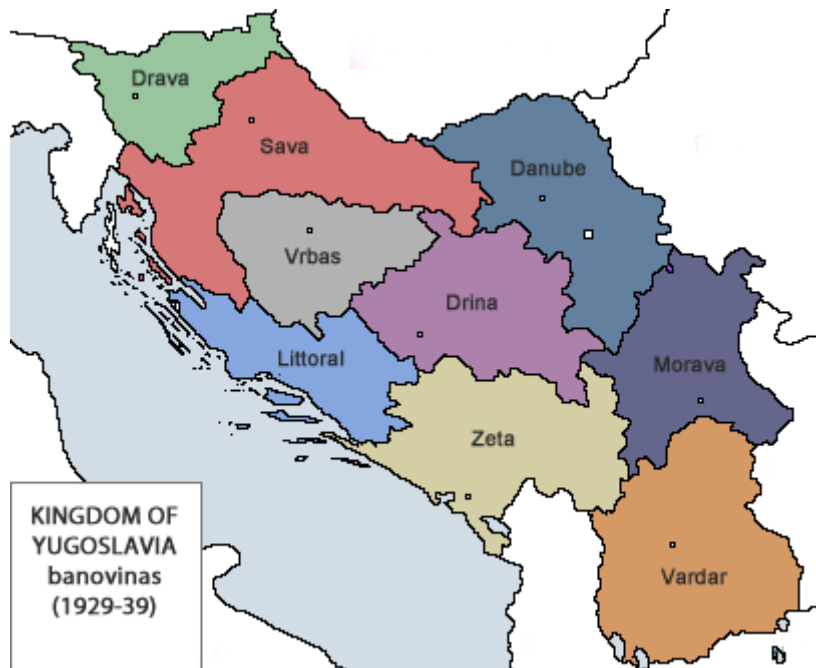 Drava
Sava
Danube
Vrbas
Drina
Littoral
Morava
Zeta
Vardar
KINGDOM OF
YUGOSLAVIA
banovinas
(1929-39)